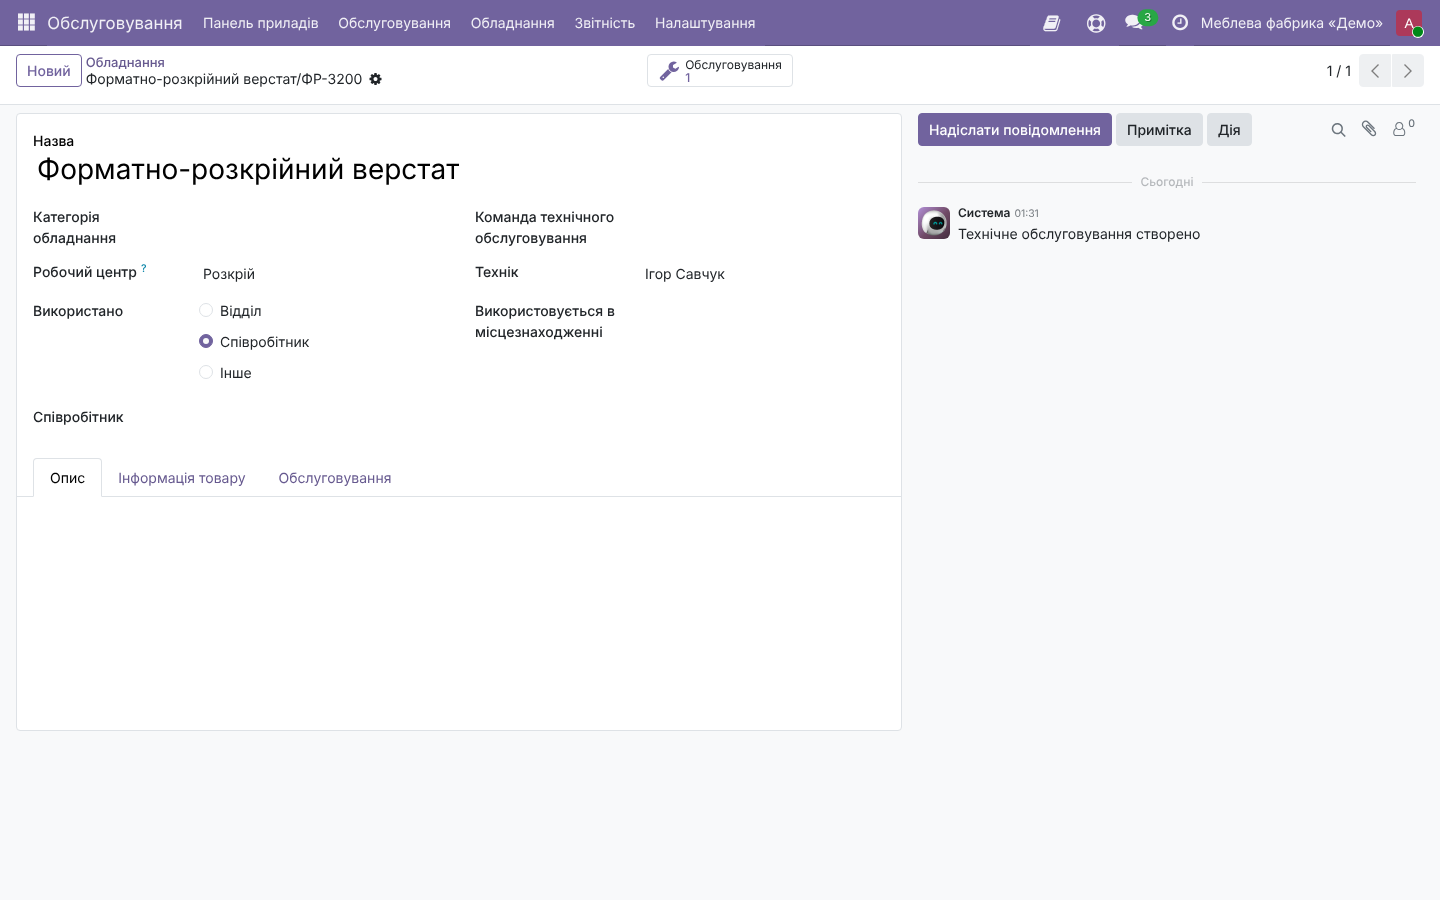 Обслуговування Панель приладів Обслуговування Обладнання Звітність Налаштування 3 Меблева фабрика «Демо» A
Новий
Обладнання
Форматно-розкрійний верстат/ФР-3200
Обслуговування
1
1 / 1
Назва
Форматно-розкрійний верстат
Категорія
обладнання
Команда технічного
обслуговування
Робочий центр ? Розкрій
Технік Ігор Савчук
Використано
Відділ
Співробітник
Інше
Використовується в
місцезнаходженні
Співробітник
Опис Інформація товару Обслуговування
Надіслати повідомлення Примітка Дія 0
Сьогодні
Система 01:31
Технічне обслуговування створено